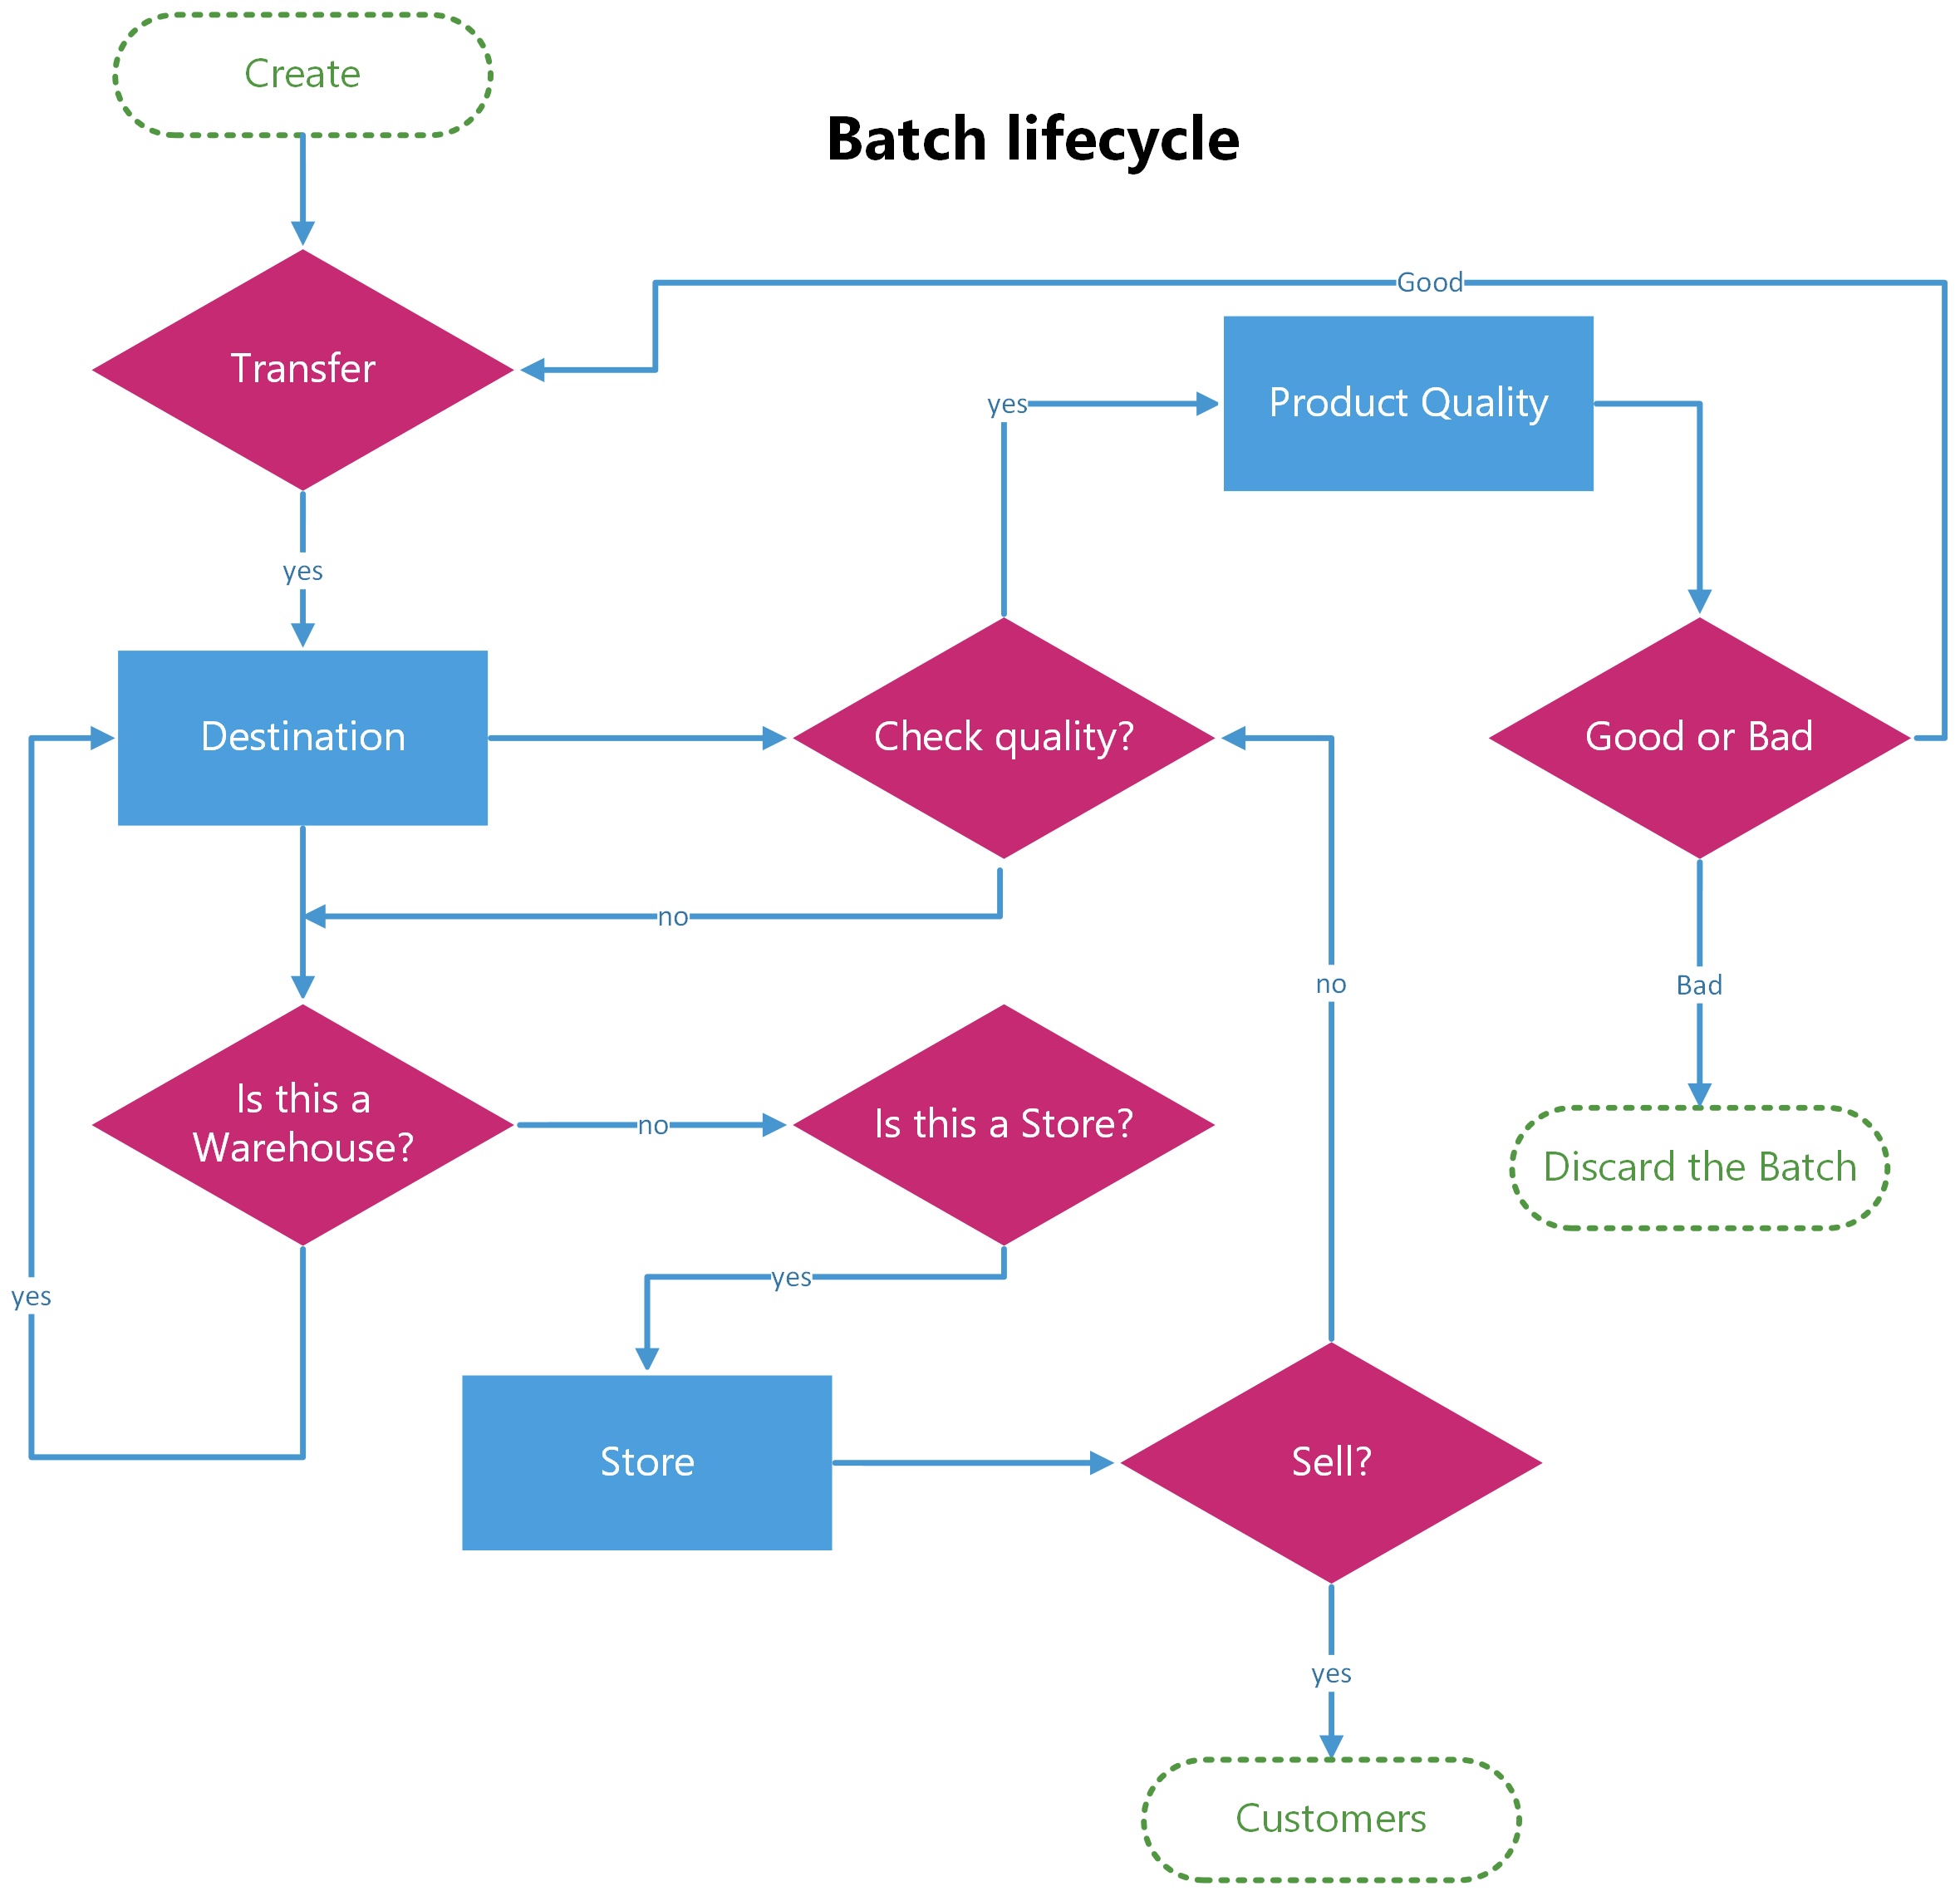 Create
Batch lifecycle
Good
Transfer
yes
Product Quality
yes
Destination
Check quality?
Good or Bad
no
no
Bad
Is this a
Warehouse?
no
Is this a Store?
Discard the Batch
yes
yes
Store
Sell?
yes
Customers